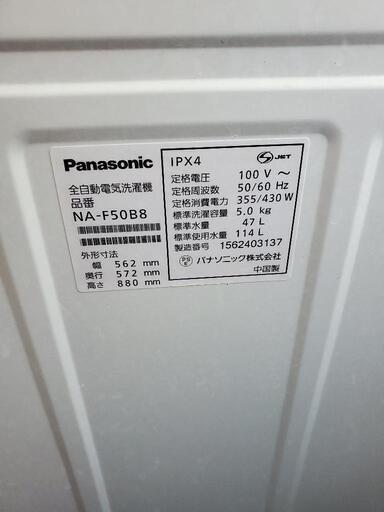 Panasonic
全自動電気洗濯機
品番
NA-F50B8
外形寸法
幅 562 mm
奥行 572 mm
高さ 880 mm
IPX4
S JET
定格電圧 100 V ～
定格周波数 50/60 Hz
定格消費電力 355/430 W
標準洗濯容量 5.0 kg
標準水量 47 L
標準使用水量 114 L
製造番号 1562403137
PS E パナソニック株式会社
中国製